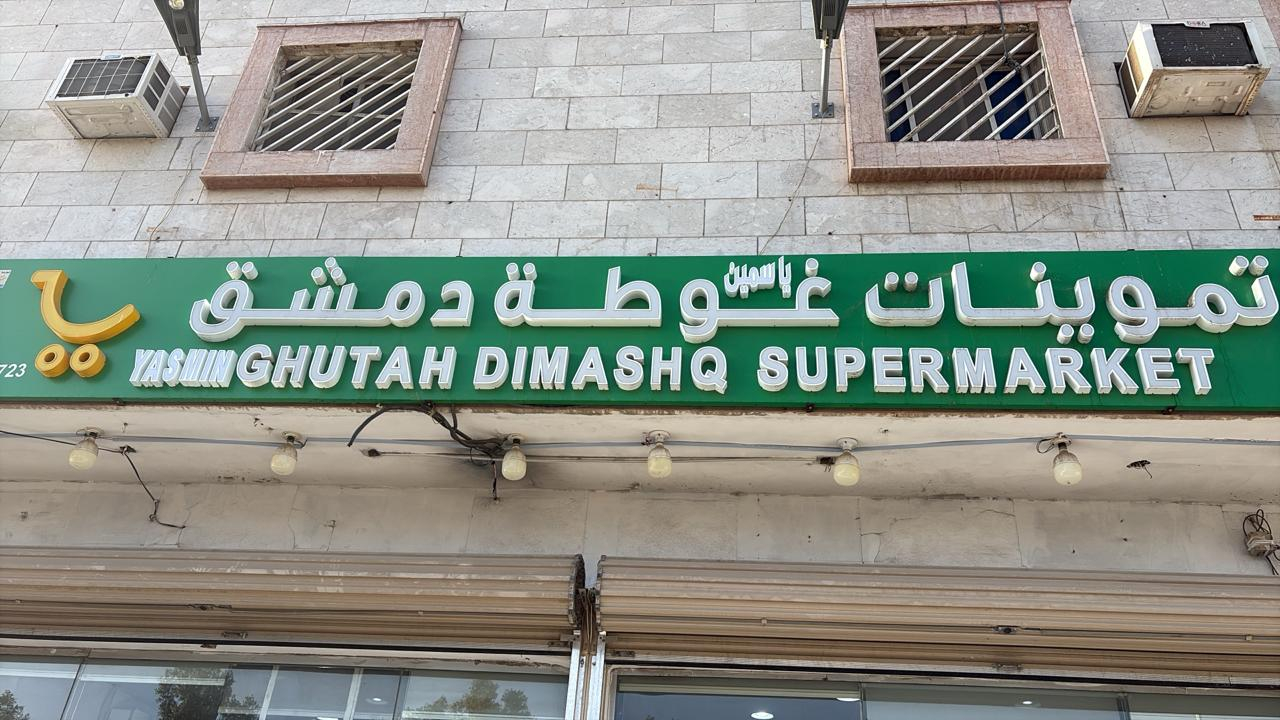 تموينات ياسمين غوطة دمشق
YASMIN GHUTAH DIMASHQ SUPERMARKET
723